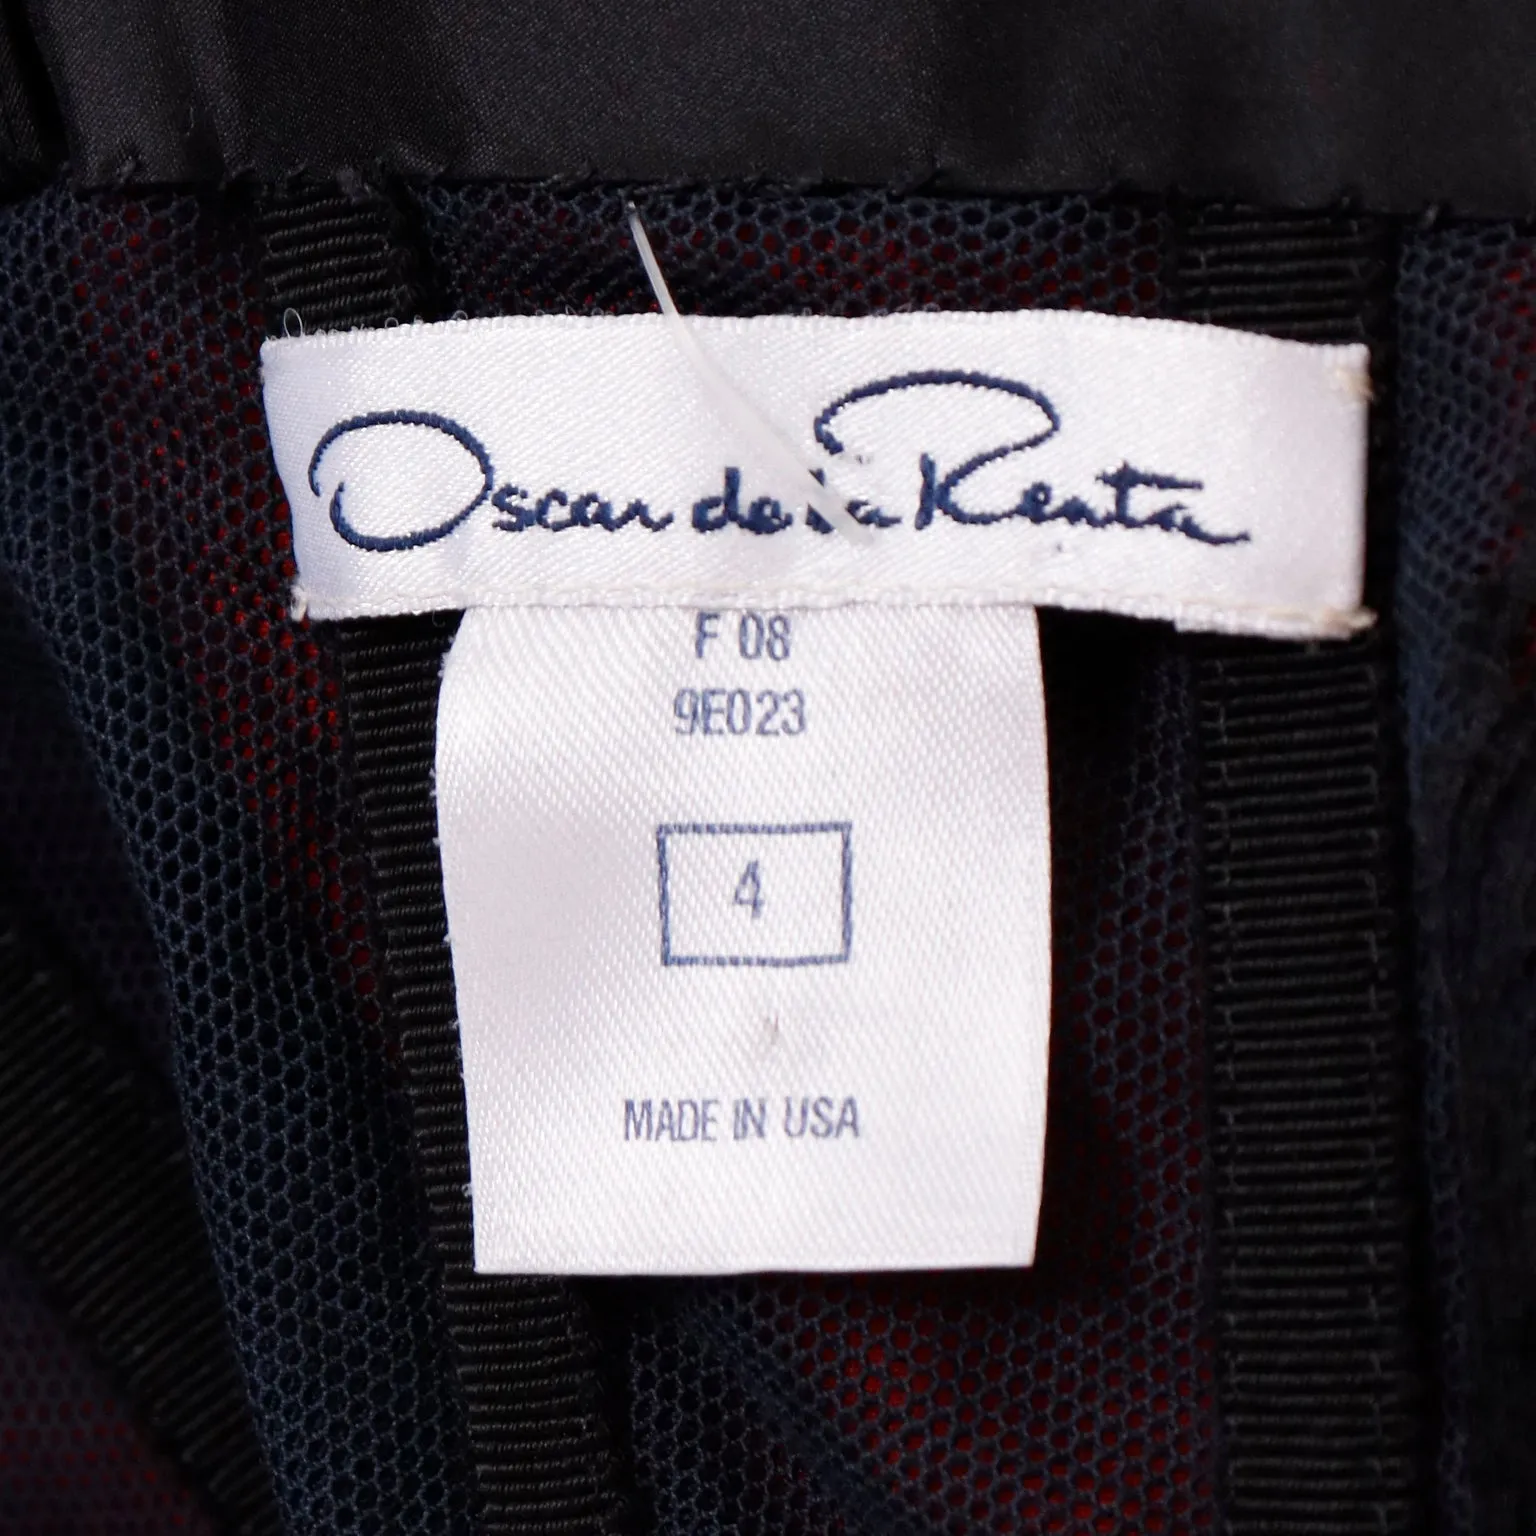 Oscar de la Renta
F 08
9E023
4
MADE IN USA